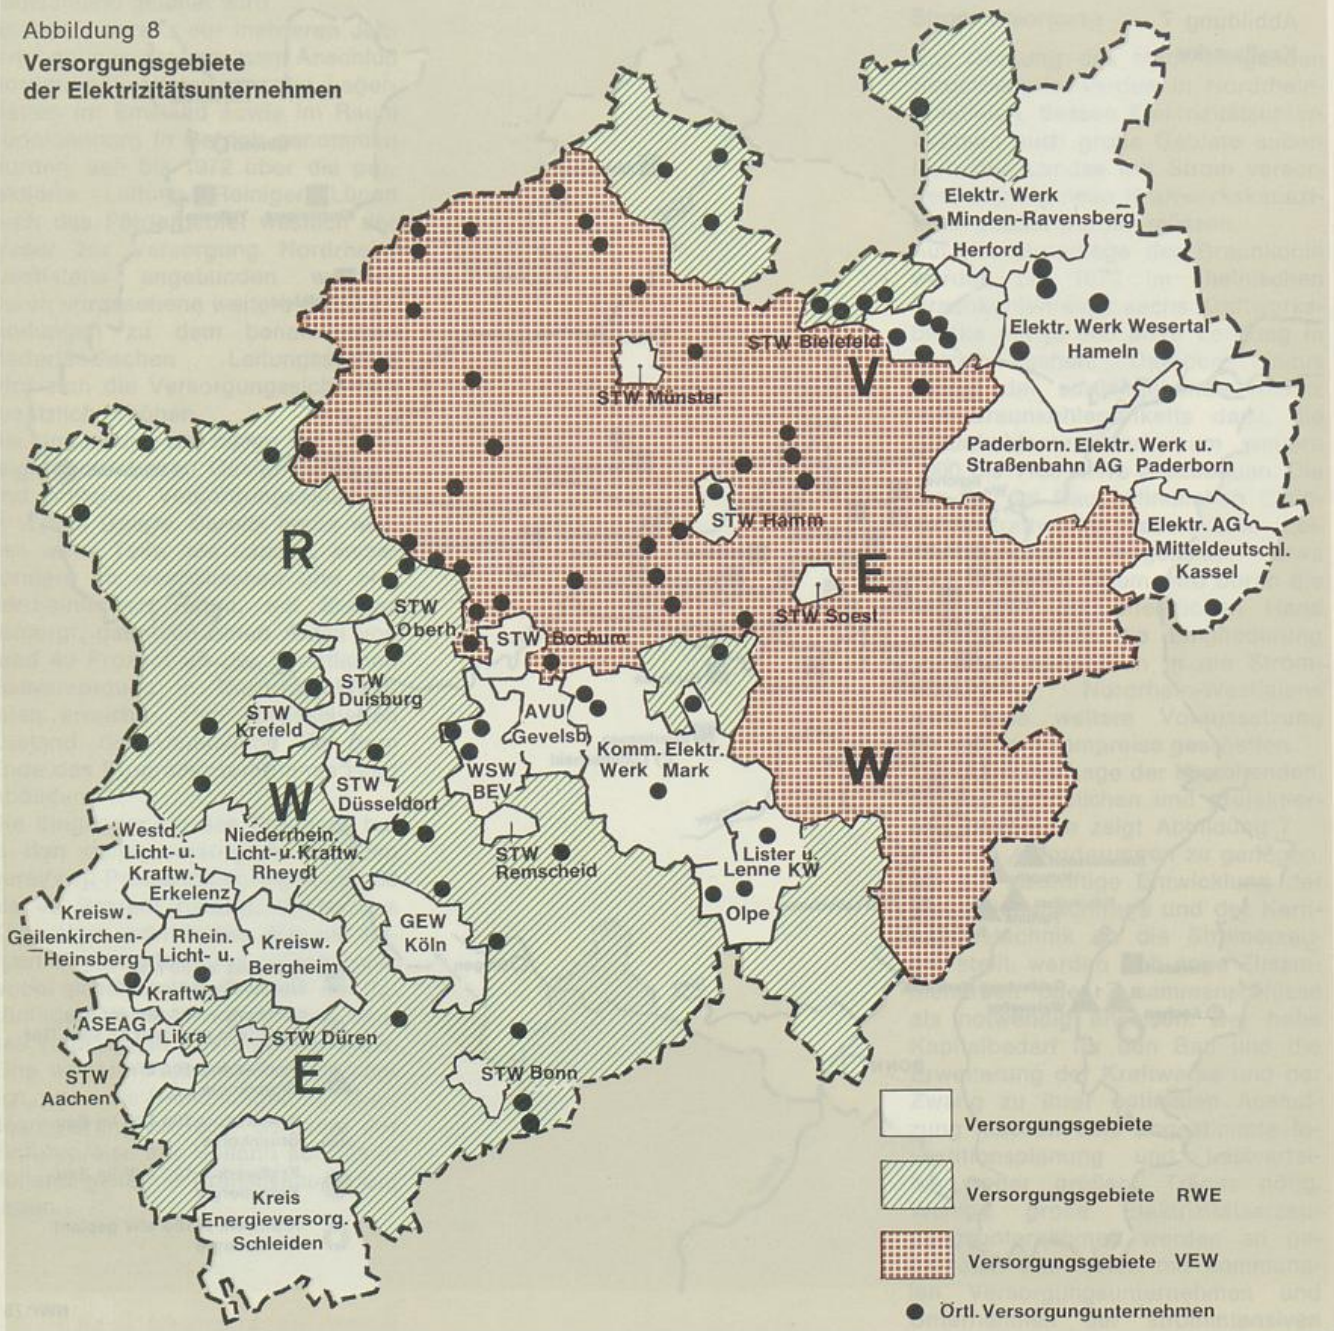 Abbildung 8
Versorgungsgebiete
der Elektrizitätsunternehmen
Elektr. Werk
Minden-Ravensberg
Herford
Elektr. Werk Wesertal
Hameln
STW Bielefeld
V
STW Münster
Paderborn. Elektr. Werk u.
Straßenbahn AG Paderborn
STW Hamm
Elektr. AG
Mitteldeutschl.
Kassel
R
E
STW Soest
STW
Oberh.
STW Bochum
STW
Duisburg
STW
Krefeld
AVU
Gevelsb.
Komm. Elektr.
Werk Mark
W
WSW
BEV
STW
Düsseldorf
W
STW
Remscheid
Westd.
Licht-u.
Kraftw.
Erkelenz
Niederrhein.
Licht-u. Kraftw.
Rheydt
Lister u.
Lenne KW
Olpe
Kreisw.
Geilenkirchen-
Heinsberg
Rhein.
Licht- u.
Kraftw.
Kreisw.
Bergheim
GEW
Köln
ASEAG
Likra
STW Düren
STW
Aachen
E
STW Bonn
Kreis
Energieversorg.
Schleiden
Versorgungsgebiete
Versorgungsgebiete RWE
Versorgungsgebiete VEW
Örtl. Versorgungunternehmen